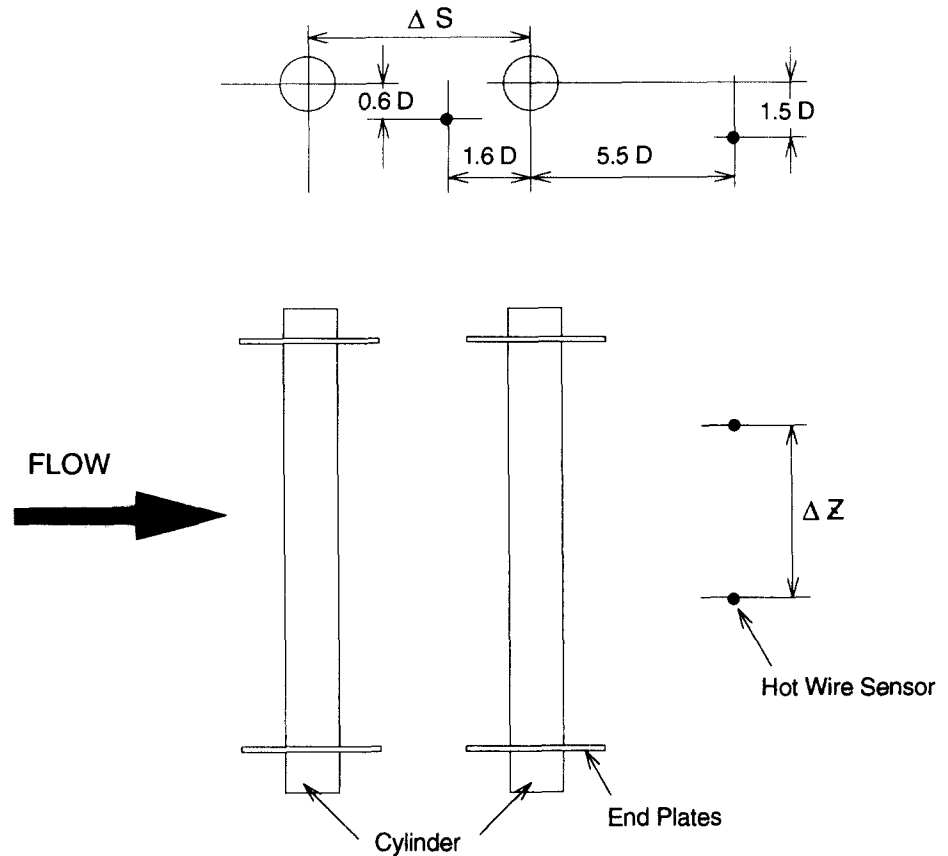 Δ S
0.6 D
1.5 D
1.6 D
5.5 D
FLOW
Δ Z
Hot Wire Sensor
End Plates
Cylinder